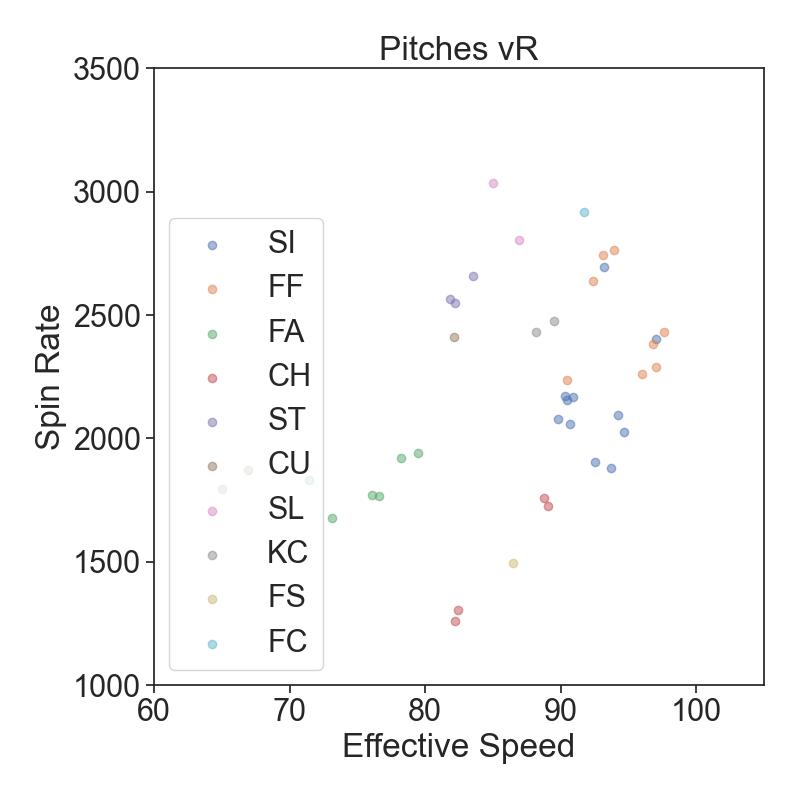 Pitches vR
3500
3000
2500
2000
1500
1000
Spin Rate
SI
FF
FA
CH
ST
CU
SL
KC
FS
FC
60 70 80 90 100
Effective Speed